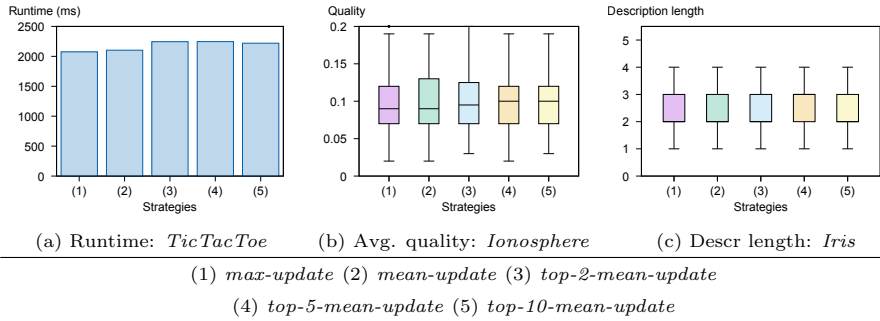 Runtime (ms)
2500
2000
1500
1000
500
0
(1) (2) (3) (4) (5)
Strategies
Quality
0.2
0.15
0.1
0.05
0
(1) (2) (3) (4) (5)
Strategies
Description length
5
4
3
2
1
0
(1) (2) (3) (4) (5)
Strategies
(a) Runtime: TicTacToe (b) Avg. quality: Ionosphere (c) Descr length: Iris
(1) max-update (2) mean-update (3) top-2-mean-update
(4) top-5-mean-update (5) top-10-mean-update